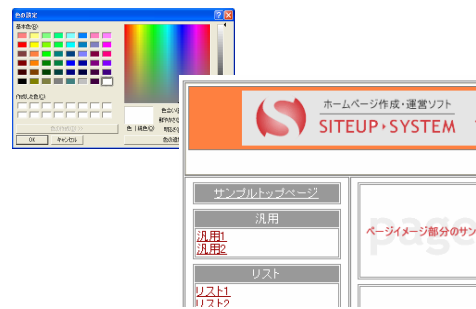 色の設定
基本色(B):
作成した色(C):
OK
キャンセル
色 | 純色(O)
ホームページ作成・運営ソフト
SITEUP▸SYSTEM
サンプルトップページ
汎用
汎用1
汎用2
リスト
リスト1
リスト2
page
ページイメージ部分のサン